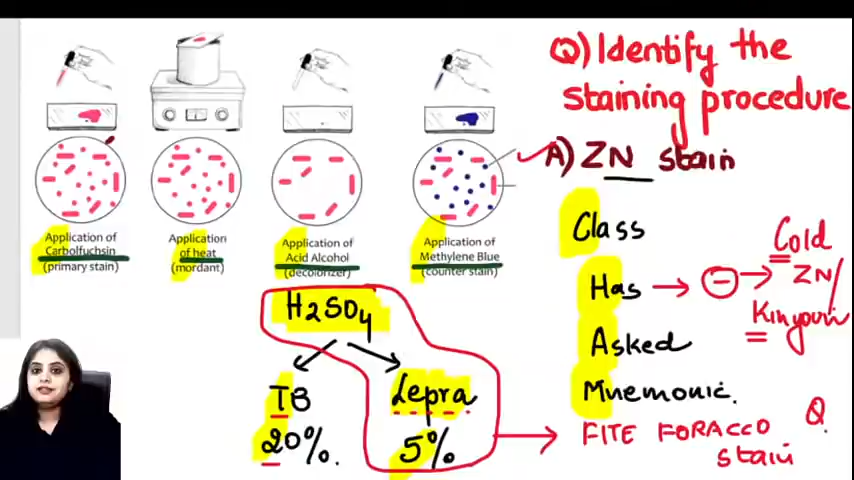 Q) Identify the
staining procedure
A) ZN stain
Application of
Carbolfuchsin
(primary stain)
Application
of heat
(mordant)
Application of
Acid Alcohol
(decolorizer)
Application of
Methylene Blue
(counter stain)
H2SO4
TB
20%.
Lepra
5%
Class
Has → ⊖ → Cold
ZN/
Kinyoun
Asked
Mnemonic.
FITE FORACCO Q.
stain